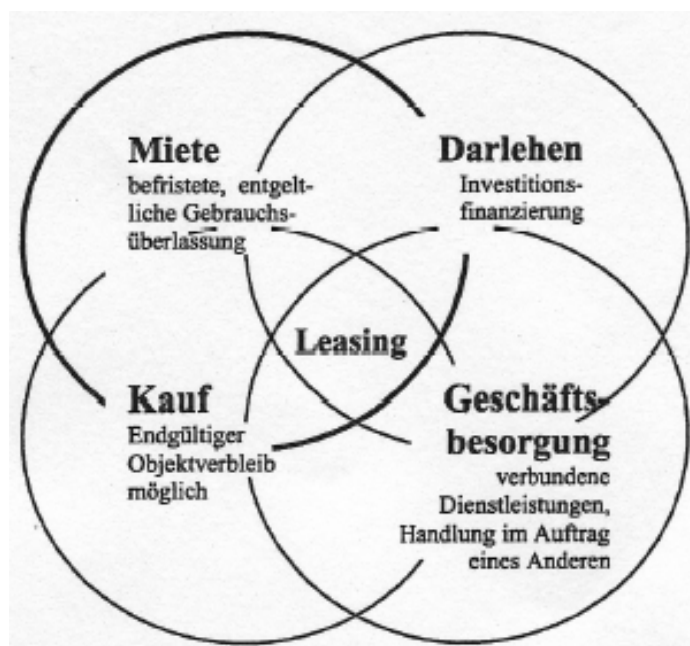 Miete
befristete, entgelt-
liche Gebrauchs-
überlassung
Darlehen
Investitions-
finanzierung
Leasing
Kauf
Endgültiger
Objektverbleib
möglich
Geschäfts-
besorgung
verbundene
Dienstleistungen,
Handlung im Auftrag
eines Anderen